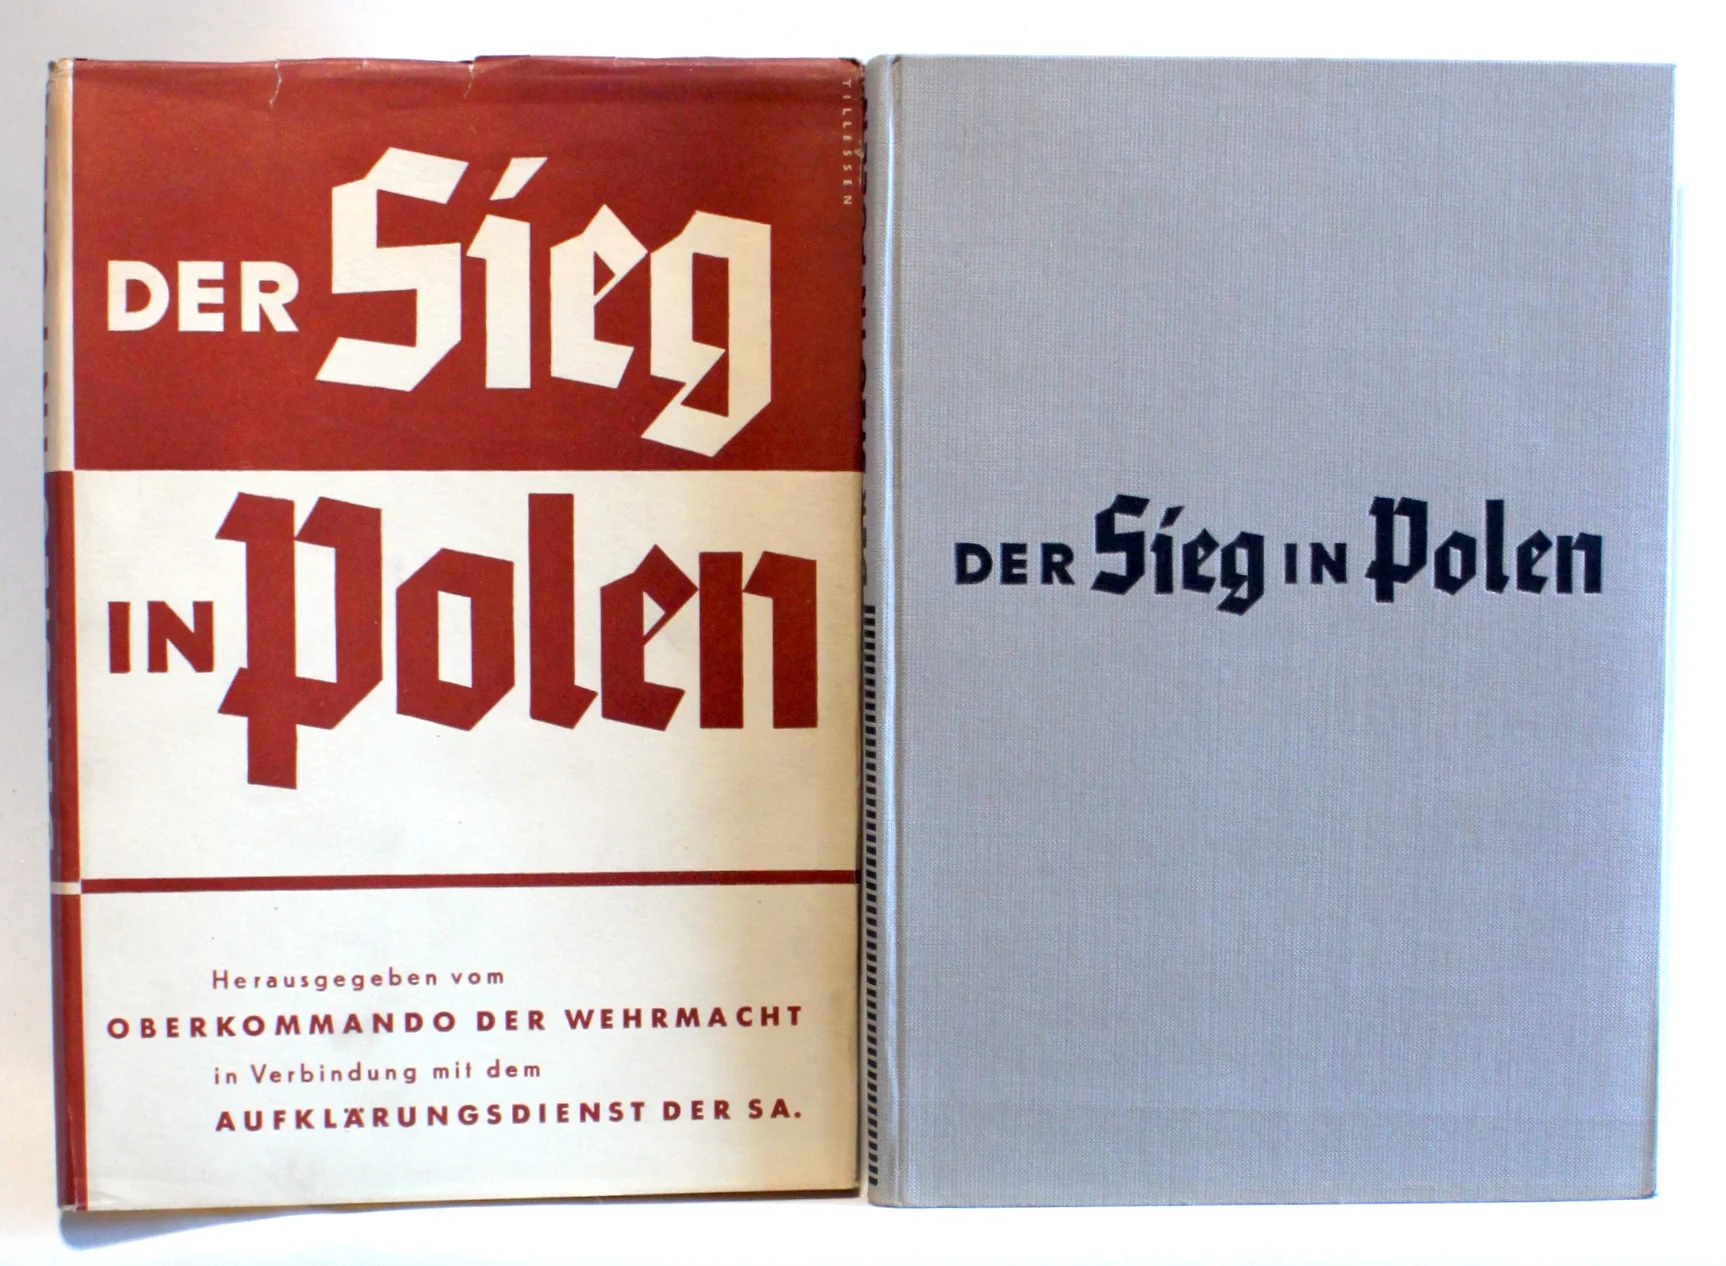 TILLESSEN
DER Sieg
IN Polen
Herausgegeben vom
OBERKOMMANDO DER WEHRMACHT
in Verbindung mit dem
AUFKLÄRUNGSDIENST DER SA.
DER Sieg IN Polen